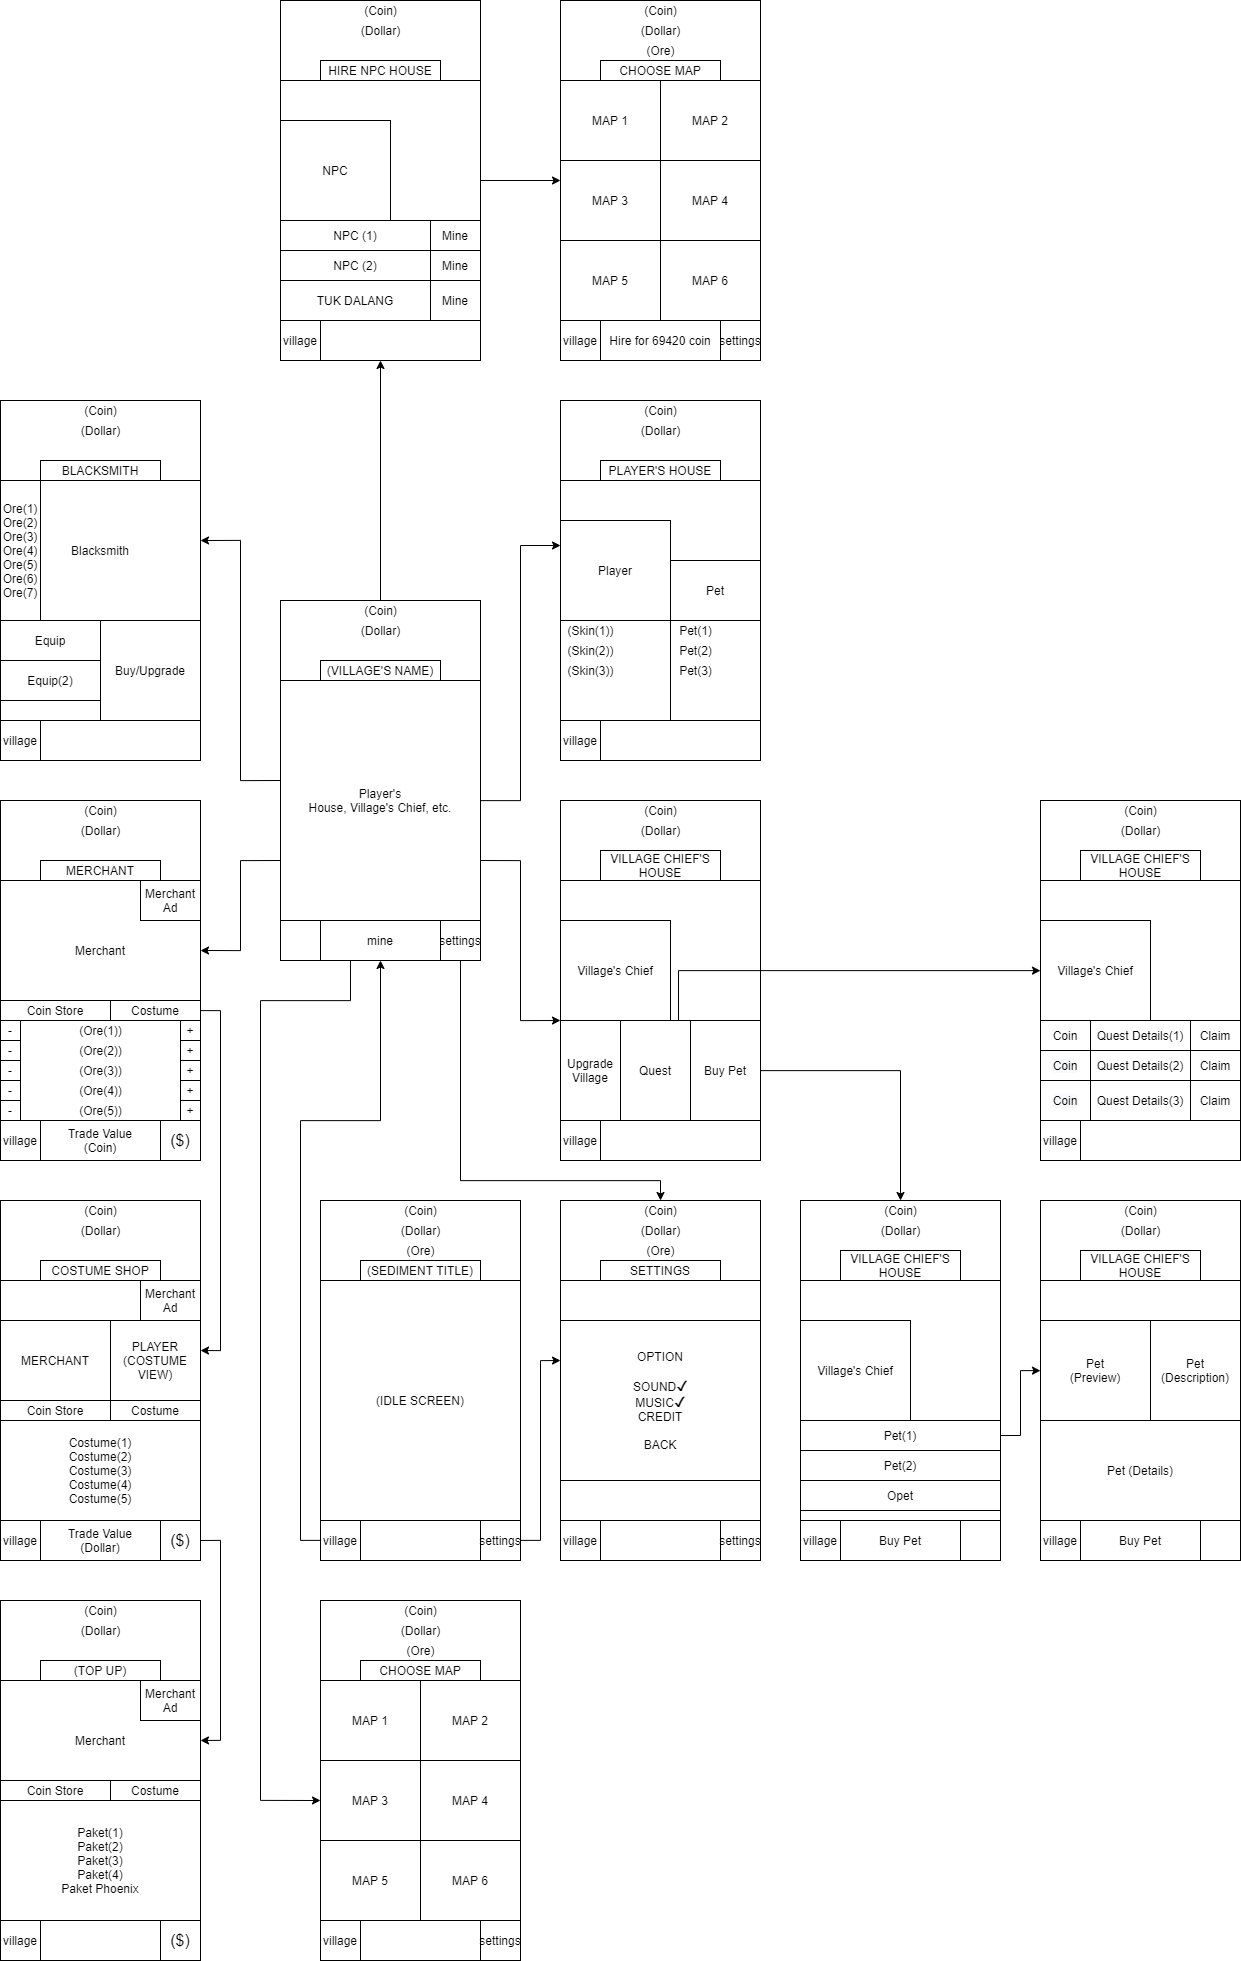 (Coin)
(Dollar)
HIRE NPC HOUSE
NPC
NPC (1)
Mine
NPC (2)
Mine
TUK DALANG
Mine
village
(Coin)
(Dollar)
(Ore)
CHOOSE MAP
MAP 1
MAP 2
MAP 3
MAP 4
MAP 5
MAP 6
village
Hire for 69420 coin
settings
(Coin)
(Dollar)
BLACKSMITH
Ore(1)
Ore(2)
Ore(3)
Ore(4)
Ore(5)
Ore(6)
Ore(7)
Blacksmith
Equip
Equip(2)
Buy/Upgrade
village
(Coin)
(Dollar)
PLAYER'S HOUSE
Player
Pet
(Skin(1))
(Skin(2))
(Skin(3))
Pet(1)
Pet(2)
Pet(3)
village
(Coin)
(Dollar)
(VILLAGE'S NAME)
Player's
House, Village's Chief, etc.
mine
settings
(Coin)
(Dollar)
MERCHANT
Merchant
Ad
Merchant
Coin Store
Costume
-
(Ore(1))
+
-
(Ore(2))
+
-
(Ore(3))
+
-
(Ore(4))
+
-
(Ore(5))
+
village
Trade Value
(Coin)
($)
(Coin)
(Dollar)
VILLAGE CHIEF'S
HOUSE
Village's Chief
Upgrade
Village
Quest
Buy Pet
village
(Coin)
(Dollar)
VILLAGE CHIEF'S
HOUSE
Village's Chief
Coin
Quest Details(1)
Claim
Coin
Quest Details(2)
Claim
Coin
Quest Details(3)
Claim
village
(Coin)
(Dollar)
COSTUME SHOP
Merchant
Ad
MERCHANT
PLAYER
(COSTUME
VIEW)
Coin Store
Costume
Costume(1)
Costume(2)
Costume(3)
Costume(4)
Costume(5)
village
Trade Value
(Dollar)
($)
(Coin)
(Dollar)
(Ore)
(SEDIMENT TITLE)
(IDLE SCREEN)
village
settings
(Coin)
(Dollar)
(Ore)
SETTINGS
OPTION
SOUND✓
MUSIC✓
CREDIT
BACK
village
settings
(Coin)
(Dollar)
VILLAGE CHIEF'S
HOUSE
Village's Chief
Pet(1)
Pet(2)
Opet
village
Buy Pet
(Coin)
(Dollar)
VILLAGE CHIEF'S
HOUSE
Pet
(Preview)
Pet
(Description)
Pet (Details)
village
Buy Pet
(Coin)
(Dollar)
(TOP UP)
Merchant
Ad
Merchant
Coin Store
Costume
Paket(1)
Paket(2)
Paket(3)
Paket(4)
Paket Phoenix
village
($)
(Coin)
(Dollar)
(Ore)
CHOOSE MAP
MAP 1
MAP 2
MAP 3
MAP 4
MAP 5
MAP 6
village
settings